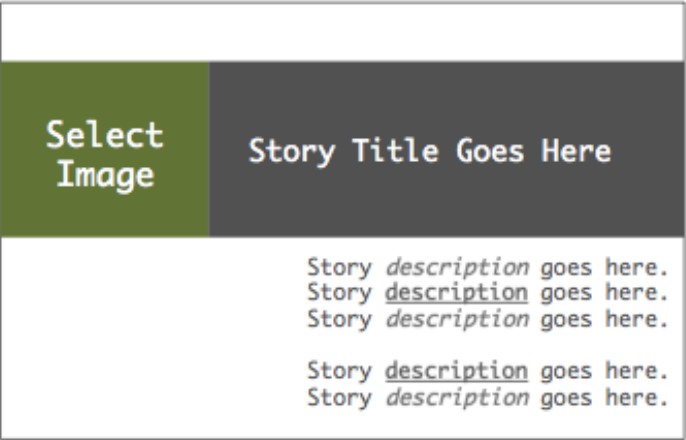 Select
Image
Story Title Goes Here
Story description goes here.
Story description goes here.
Story description goes here.
Story description goes here.
Story description goes here.